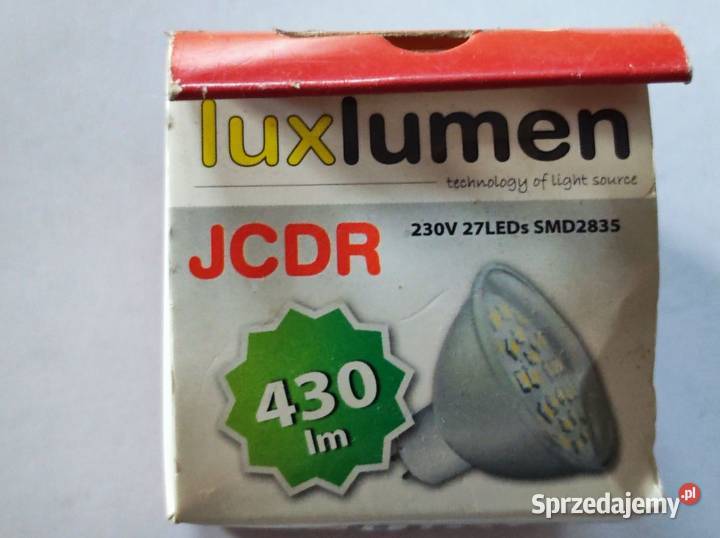 luxlumen
technology of light source
JCDR
230V 27LEDs SMD2835
430
lm
Sprzedajemy.pl